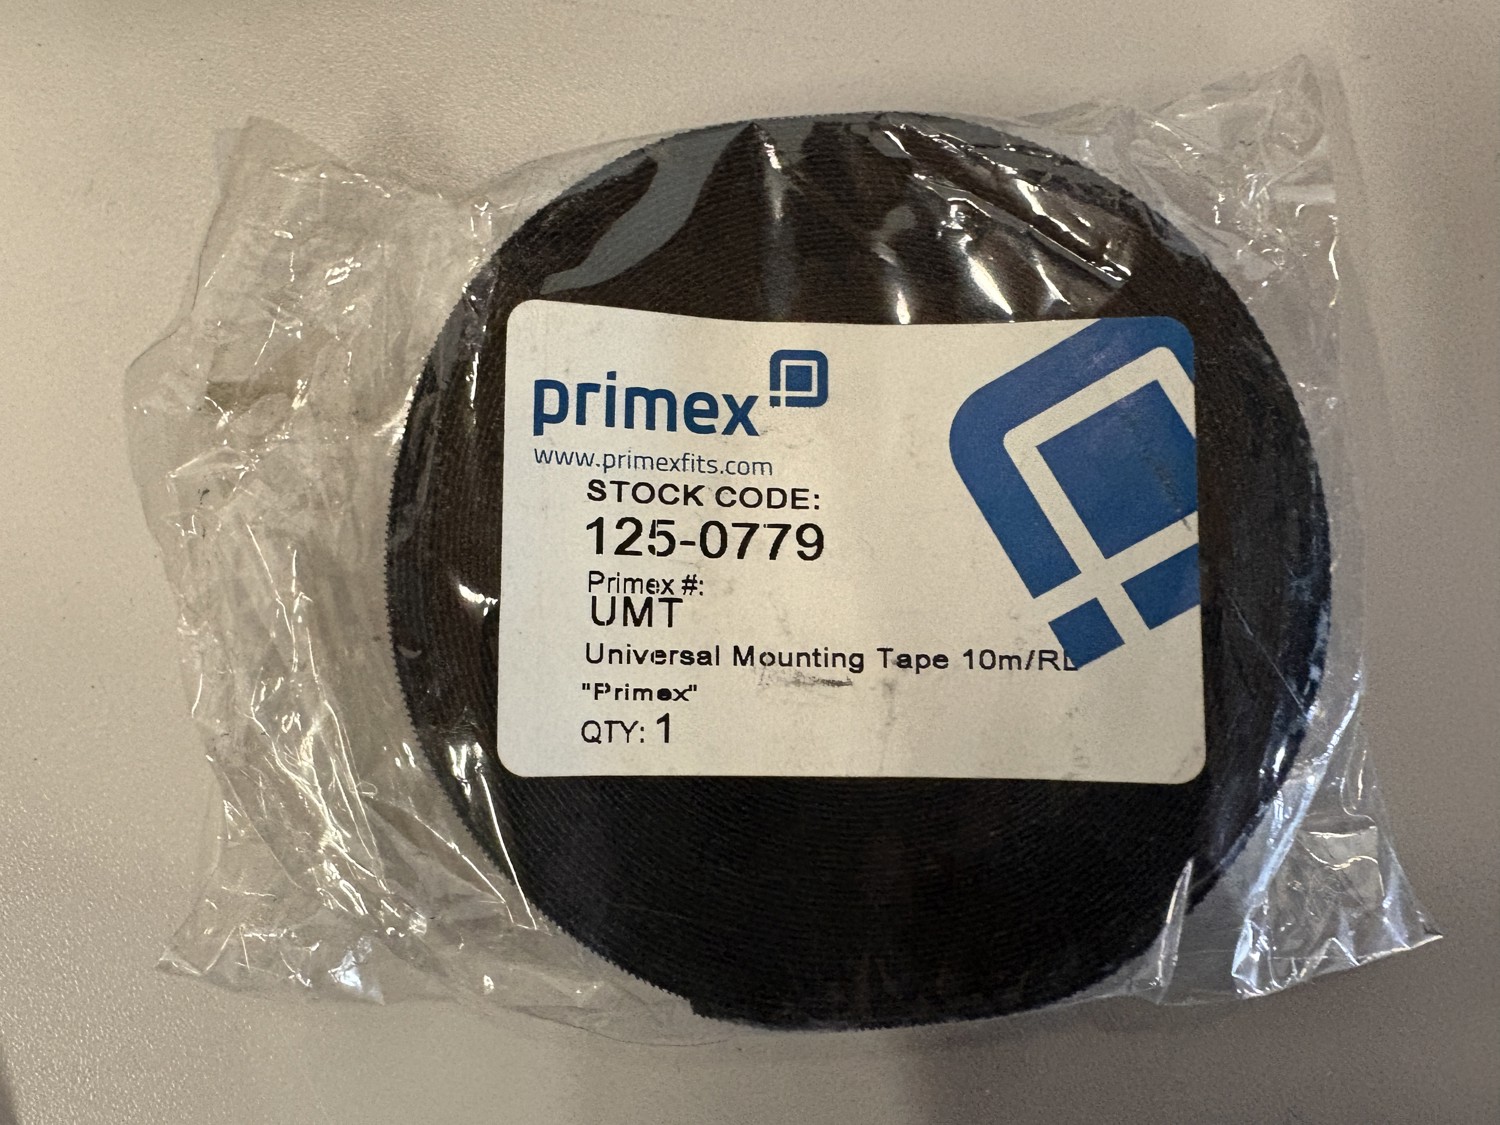 primex
www.primexfits.com
STOCK CODE:
125-0779
Primex #:
UMT
Universal Mounting Tape 10m/RL
"Primex"
QTY: 1